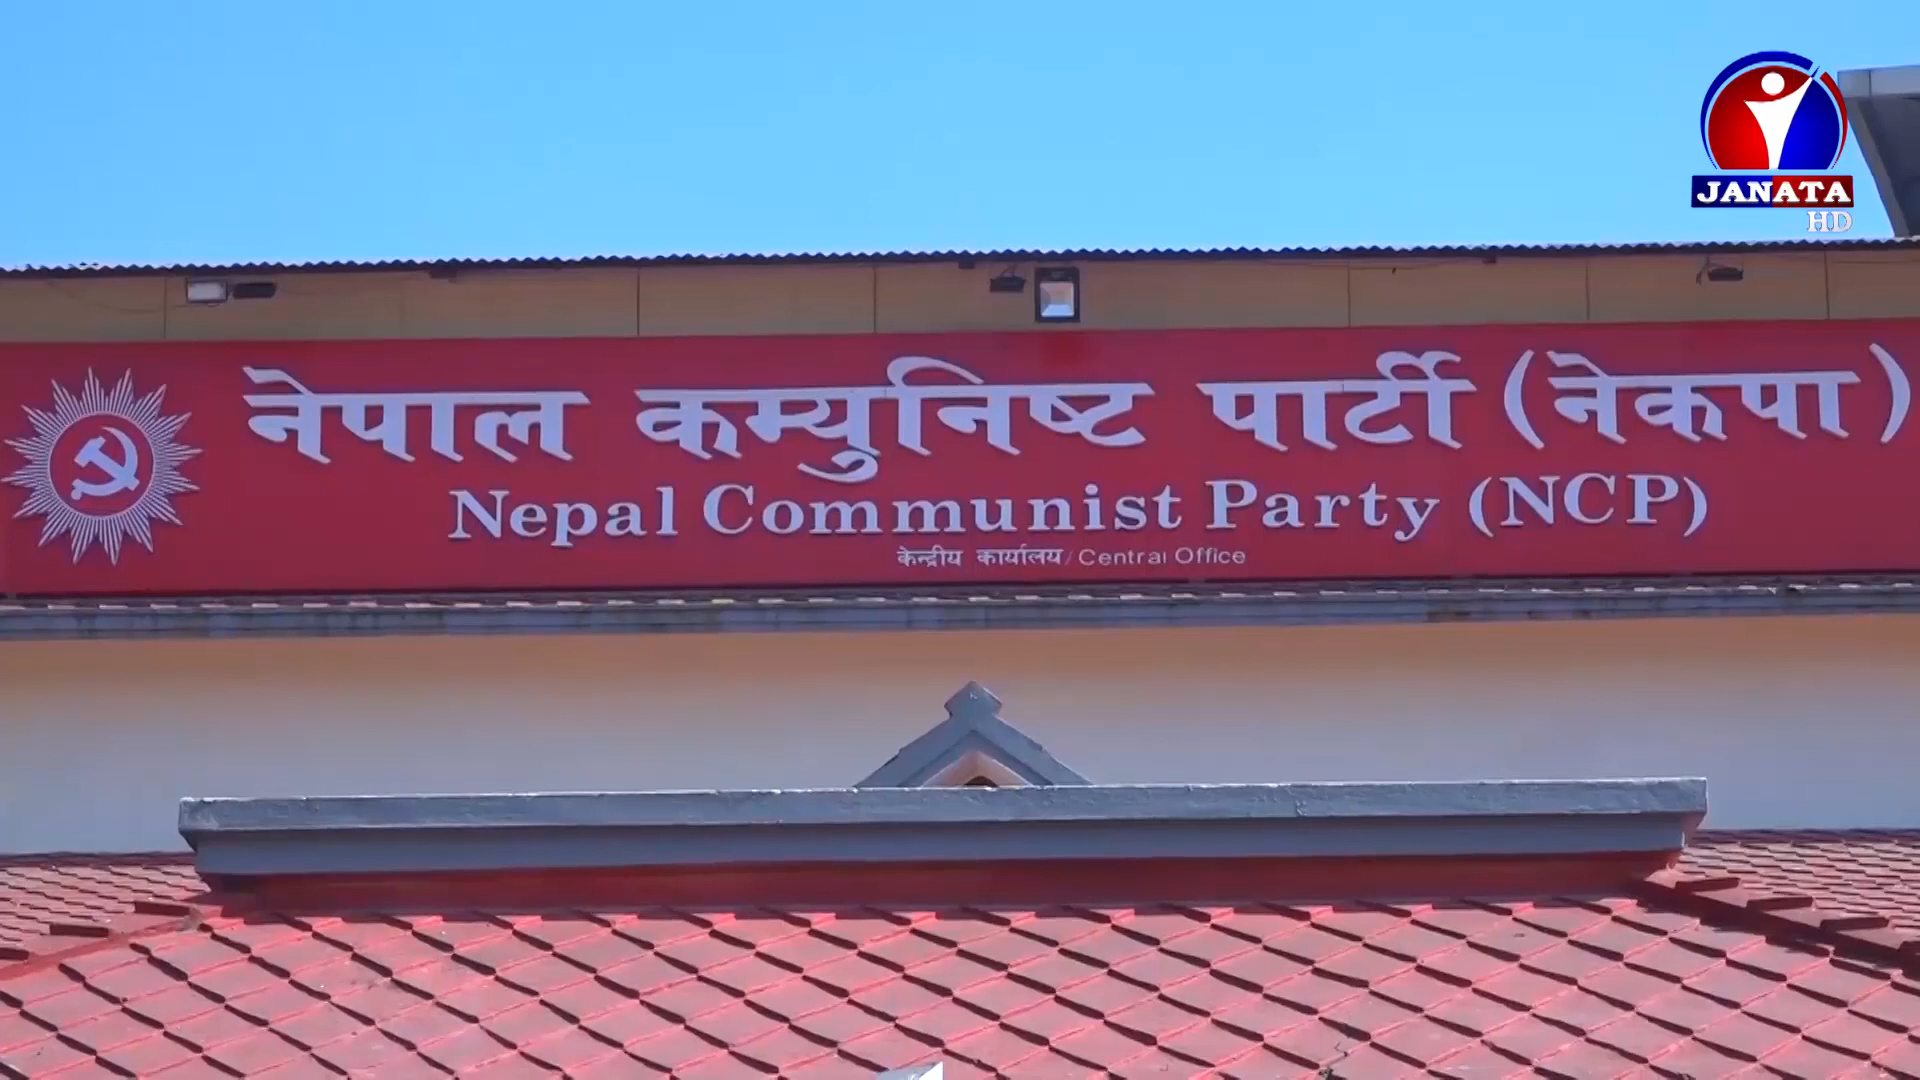 JANATA
HD
नेपाल कम्युनिष्ट पार्टी (नेकपा)
Nepal Communist Party (NCP)
केन्द्रीय कार्यालय/Central Office